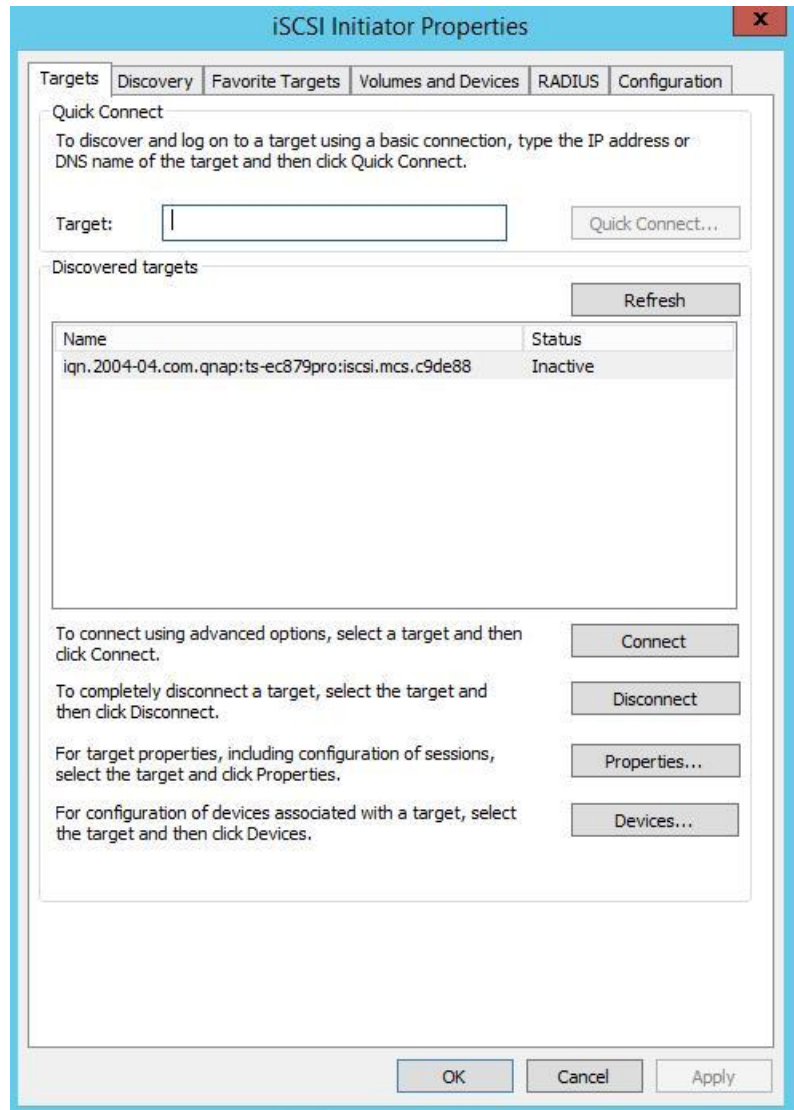 iSCSI Initiator Properties
x
Targets Discovery Favorite Targets Volumes and Devices RADIUS Configuration
Quick Connect
To discover and log on to a target using a basic connection, type the IP address or
DNS name of the target and then click Quick Connect.
Target: Quick Connect...
Discovered targets
Refresh
Name Status
iqn.2004-04.com.qnap:ts-ec879pro:iscsi.mcs.c9de88 Inactive
To connect using advanced options, select a target and then
click Connect.
Connect
To completely disconnect a target, select the target and
then click Disconnect.
Disconnect
For target properties, including configuration of sessions,
select the target and click Properties.
Properties...
For configuration of devices associated with a target, select
the target and then click Devices.
Devices...
OK Cancel Apply